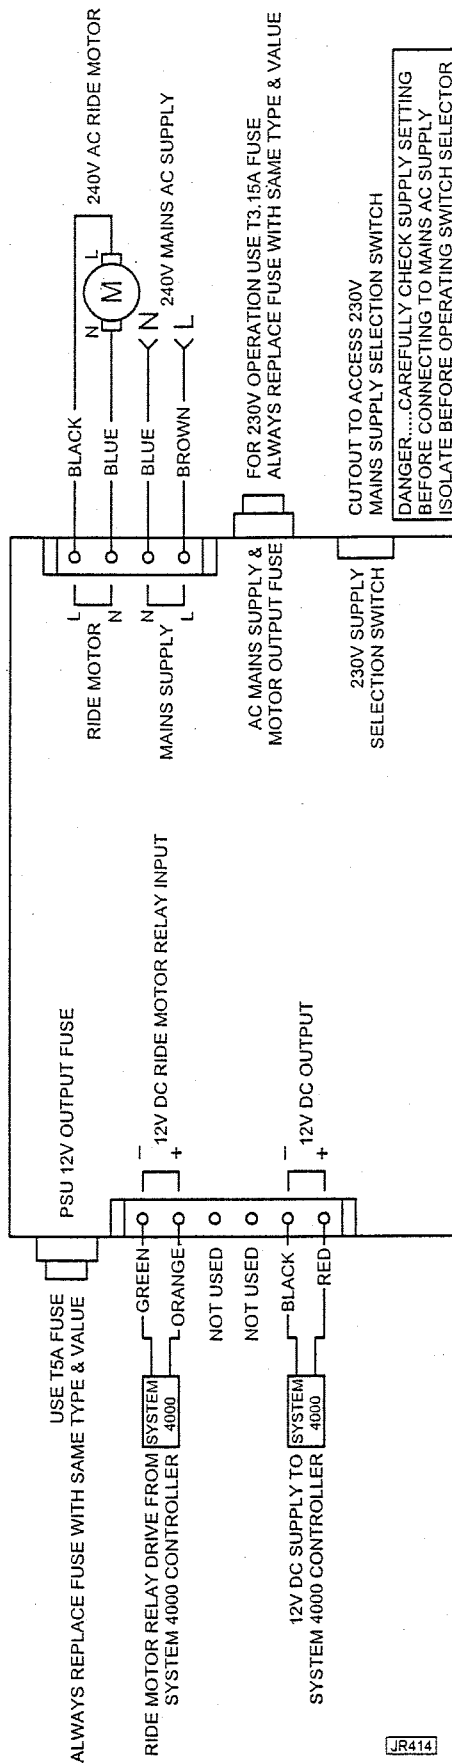 USE T5A FUSE
ALWAYS REPLACE FUSE WITH SAME TYPE & VALUE
PSU 12V OUTPUT FUSE
RIDE MOTOR RELAY DRIVE FROM
SYSTEM 4000 CONTROLLER
SYSTEM
4000
GREEN
ORANGE
NOT USED
NOT USED
BLACK
RED
–
+
12V DC RIDE MOTOR RELAY INPUT
12V DC SUPPLY TO
SYSTEM 4000 CONTROLLER
SYSTEM
4000
–
+
12V DC OUTPUT
RIDE MOTOR
L
N
MAINS SUPPLY
N
L
BLACK
BLUE
BLUE
BROWN
N
L
M
240V AC RIDE MOTOR
N
L
240V MAINS AC SUPPLY
AC MAINS SUPPLY &
MOTOR OUTPUT FUSE
FOR 230V OPERATION USE T3.15A FUSE
ALWAYS REPLACE FUSE WITH SAME TYPE & VALUE
230V SUPPLY
SELECTION SWITCH
CUTOUT TO ACCESS 230V
MAINS SUPPLY SELECTION SWITCH
DANGER.....CAREFULLY CHECK SUPPLY SETTING
BEFORE CONNECTING TO MAINS AC SUPPLY
ISOLATE BEFORE OPERATING SWITCH SELECTOR
JR414